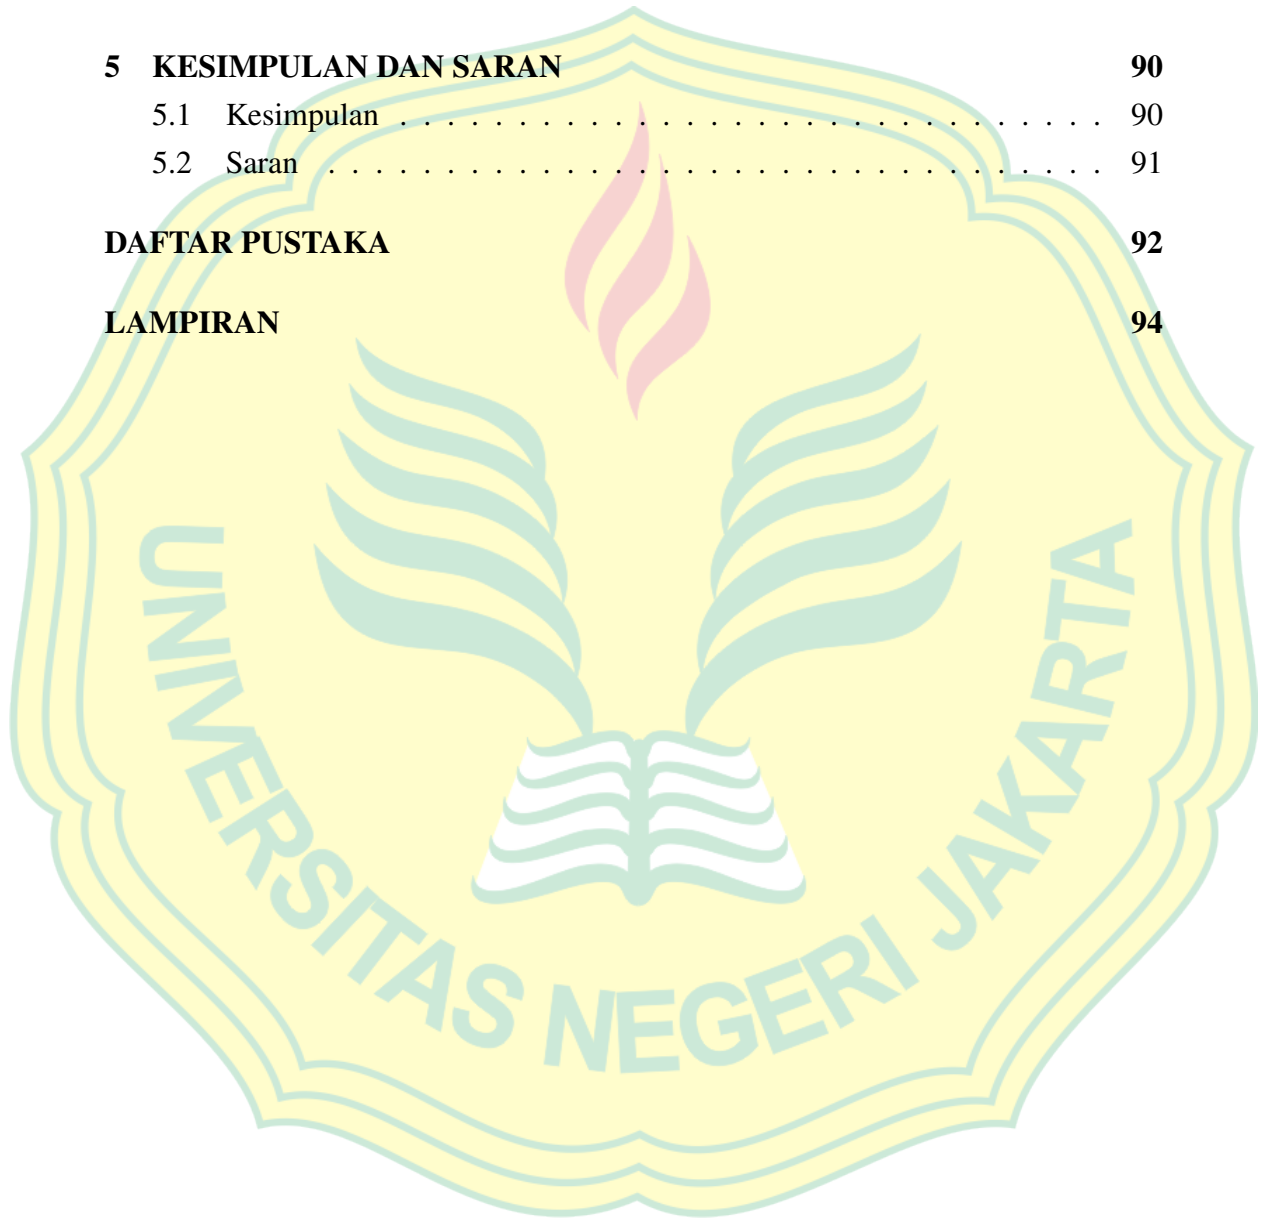 5 KESIMPULAN DAN SARAN 90
5.1 Kesimpulan . . . . . . . . . . . . . . . . . . . . . . . . . . . . . . 90
5.2 Saran . . . . . . . . . . . . . . . . . . . . . . . . . . . . . . . . . 91
DAFTAR PUSTAKA 92
LAMPIRAN 94
UNIVERSITAS NEGERI JAKARTA